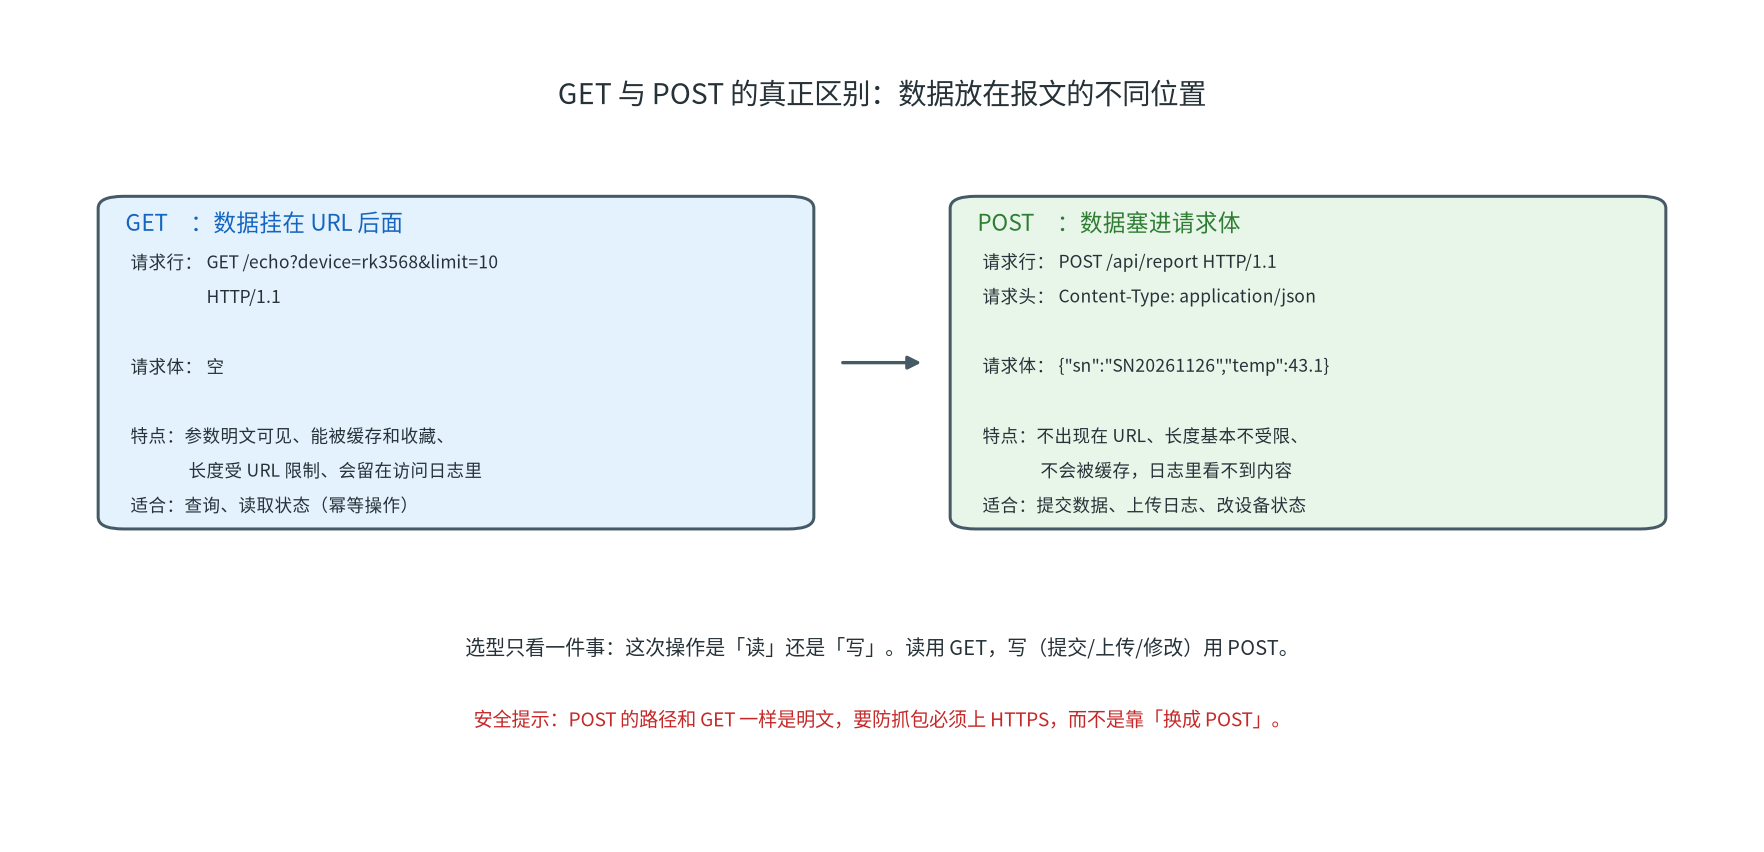 GET 与 POST 的真正区别：数据放在报文的不同位置
GET ：数据挂在 URL 后面
请求行： GET /echo?device=rk3568&limit=10
HTTP/1.1
请求体： 空
特点：参数明文可见、能被缓存和收藏、
长度受 URL 限制、会留在访问日志里
适合：查询、读取状态（幂等操作）
POST ：数据塞进请求体
请求行： POST /api/report HTTP/1.1
请求头： Content-Type: application/json
请求体： {"sn":"SN20261126","temp":43.1}
特点：不出现在 URL、长度基本不受限、
不会被缓存，日志里看不到内容
适合：提交数据、上传日志、改设备状态
选型只看一件事：这次操作是「读」还是「写」。读用 GET，写（提交/上传/修改）用 POST。
安全提示：POST 的路径和 GET 一样是明文，要防抓包必须上 HTTPS，而不是靠「换成 POST」。